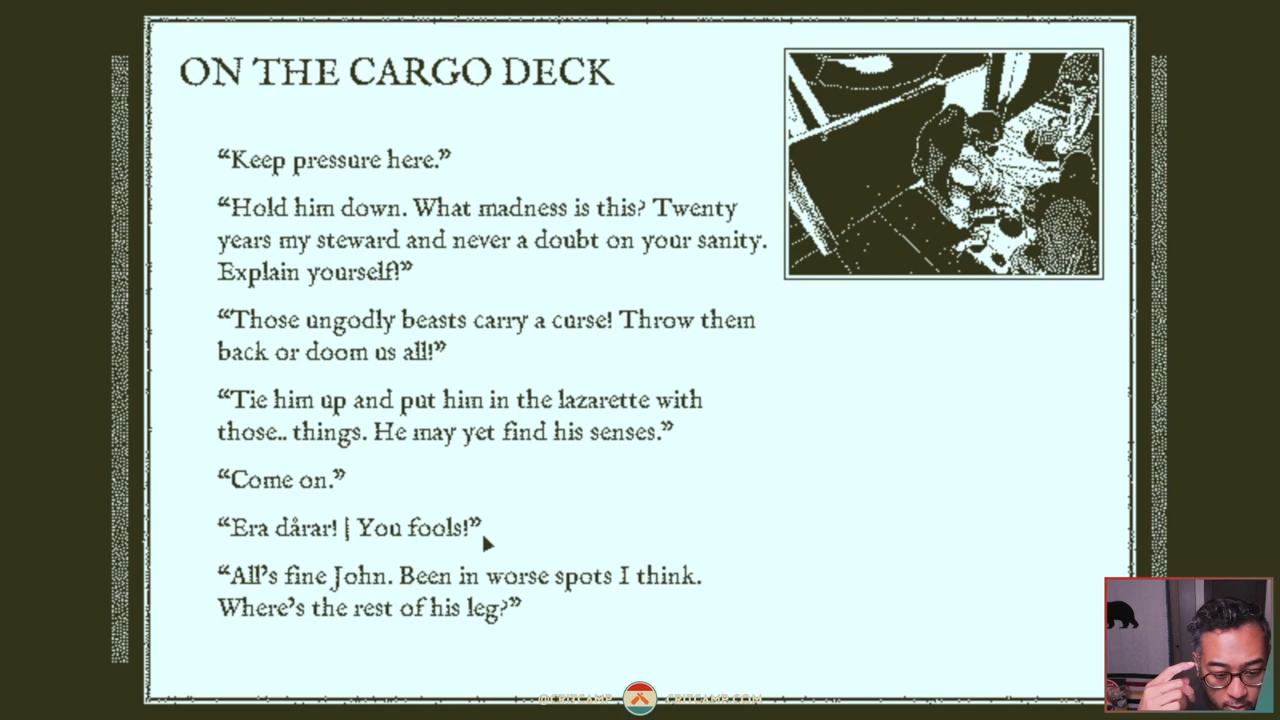 ON THE CARGO DECK
“Keep pressure here.”
“Hold him down. What madness is this? Twenty
years my steward and never a doubt on your sanity.
Explain yourself!”
“Those ungodly beasts carry a curse! Throw them
back or doom us all!”
“Tie him up and put him in the lazarette with
those.. things. He may yet find his senses.”
“Come on.”
“Era dårar! | You fools!”
“All’s fine John. Been in worse spots I think.
Where’s the rest of his leg?”
@CRITCAMP CRITCAMP.COM